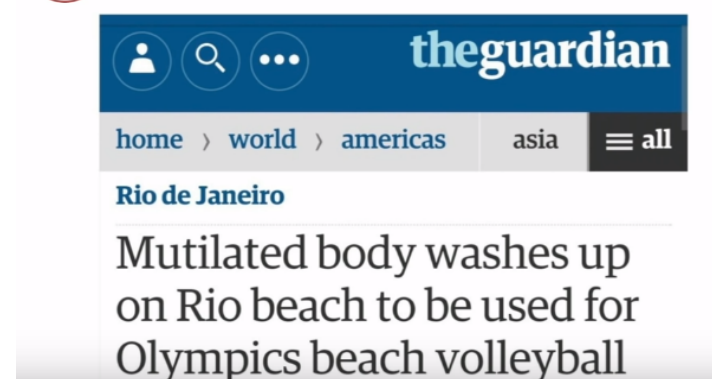 theguardian
home › world › americas asia all
Rio de Janeiro
Mutilated body washes up
on Rio beach to be used for
Olympics beach volleyball